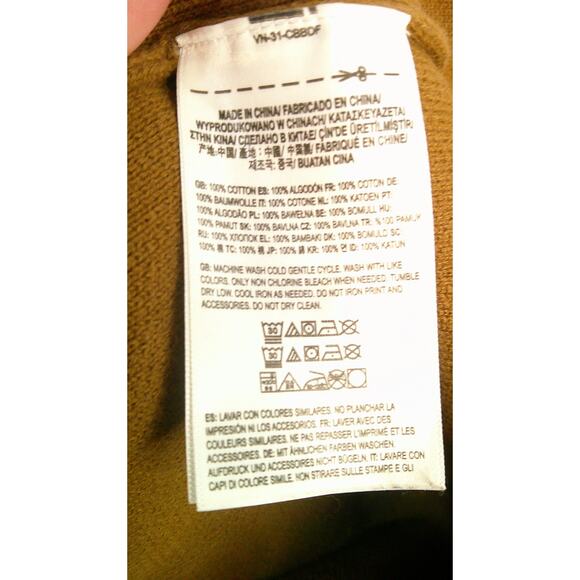 VN-31-CBBDF
MADE IN CHINA/ FABRICADO EN CHINA/
WYPRODUKOWANO W CHINACH/ ΚΑΤΑΣΚΕΥΑΖΕΤΑΙ
ΣΤΗΝ ΚΙΝΑ/ СДЕЛАНО В КИТАЕ/ ÇİN'DE ÜRETİLMİŞTİR/
产地: 中国/ 產地: 中國/ 中国製/ FABRIQUÉ EN CHINE/
제조국: 중국/ BUATAN CINA
GB: 100% COTTON ES: 100% ALGODÓN FR: 100% COTON DE:
100% BAUMWOLLE IT: 100% COTONE NL: 100% KATOEN PT:
100% ALGODÃO PL: 100% BAWEŁNA SE: 100% BOMULL HU:
100% PAMUT SK: 100% BAVLNA CZ: 100% BAVLNA TR: %100 PAMUK
RU: 100% ХЛОПОК EL: 100% ΒΑΜΒΑΚΙ DK: 100% BOMULD SC:
100% 棉 TC: 100% 棉 JP: 100% 綿 KR: 100% 면 ID: 100% KATUN
GB: MACHINE WASH COLD GENTLE CYCLE. WASH WITH LIKE
COLORS. ONLY NON CHLORINE BLEACH WHEN NEEDED. TUMBLE
DRY LOW. COOL IRON AS NEEDED. DO NOT IRON PRINT AND
ACCESSORIES. DO NOT DRY CLEAN.
30
30
ES: LAVAR CON COLORES SIMILARES. NO PLANCHAR LA
IMPRESIÓN NI LOS ACCESORIOS. FR: LAVER AVEC DES
COULEURS SIMILAIRES. NE PAS REPASSER L'IMPRIMÉ ET
ACCESSOIRES. DE: MIT ÄHNLICHEN FARBEN WASCHEN.
AUFDRUCK UND ACCESSOIRES NICHT BÜGELN. IT: LAVARE CON
CAPI DI COLORE SIMILE. NON STIRARE SULLE STAMPE E GLI